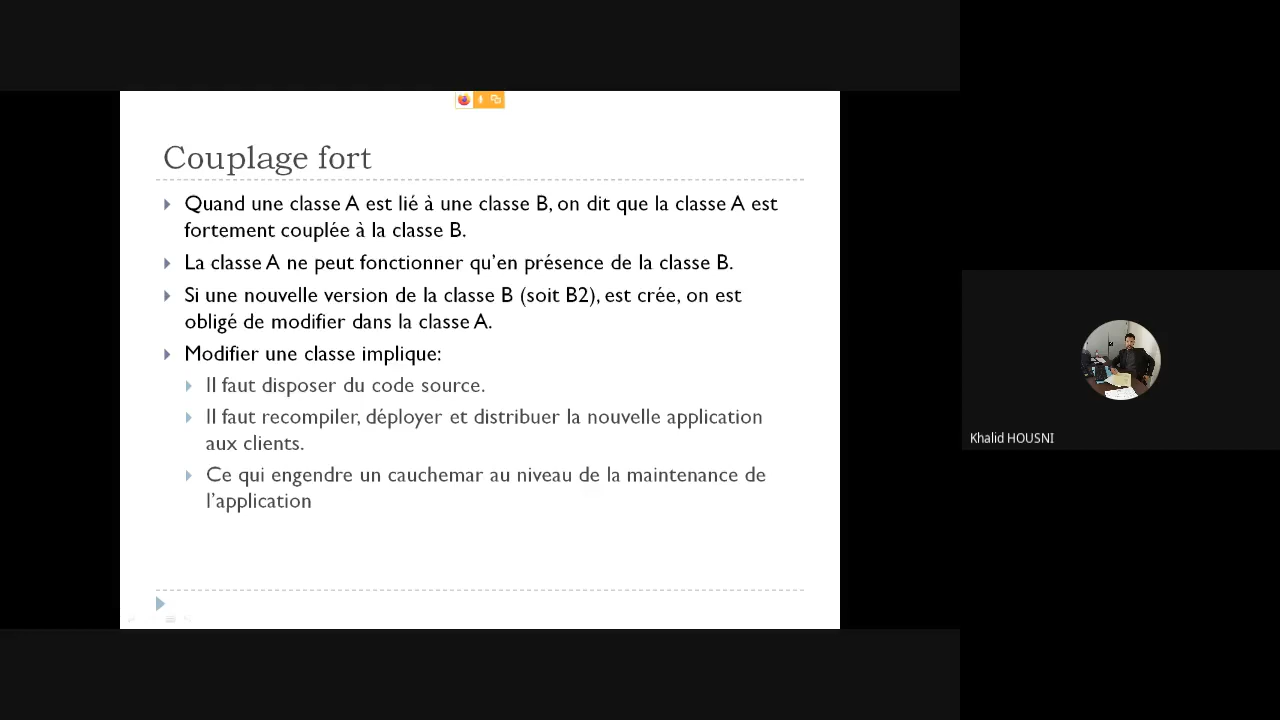 Couplage fort
Quand une classe A est lié à une classe B, on dit que la classe A est
fortement couplée à la classe B.
La classe A ne peut fonctionner qu’en présence de la classe B.
Si une nouvelle version de la classe B (soit B2), est crée, on est
obligé de modifier dans la classe A.
Modifier une classe implique:
Il faut disposer du code source.
Il faut recompiler, déployer et distribuer la nouvelle application
aux clients.
Ce qui engendre un cauchemar au niveau de la maintenance de
l’application
Khalid HOUSNI